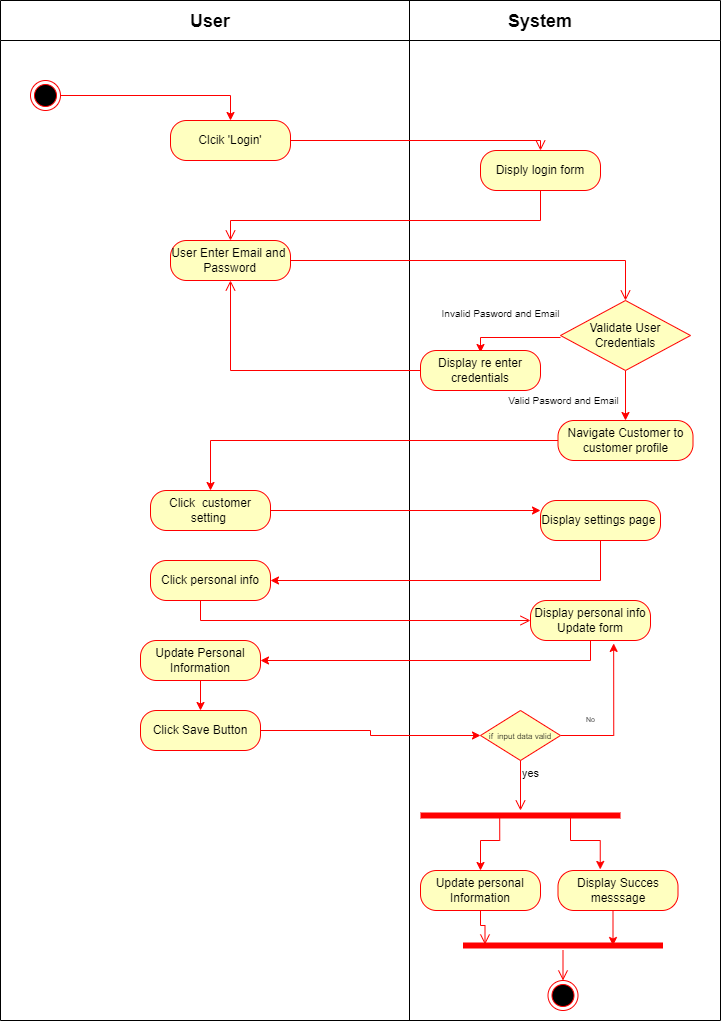 User
System
Clcik 'Login'
Disply login form
User Enter Email and
Password
Invalid Pasword and Email
Validate User
Credentials
Display re enter
credentials
Valid Pasword and Email
Navigate Customer to
customer profile
Click customer
setting
Display settings page
Click personal info
Display personal info
Update form
Update Personal
Information
Click Save Button
if input data valid
No
yes
Update personal
Information
Display Succes
messsage